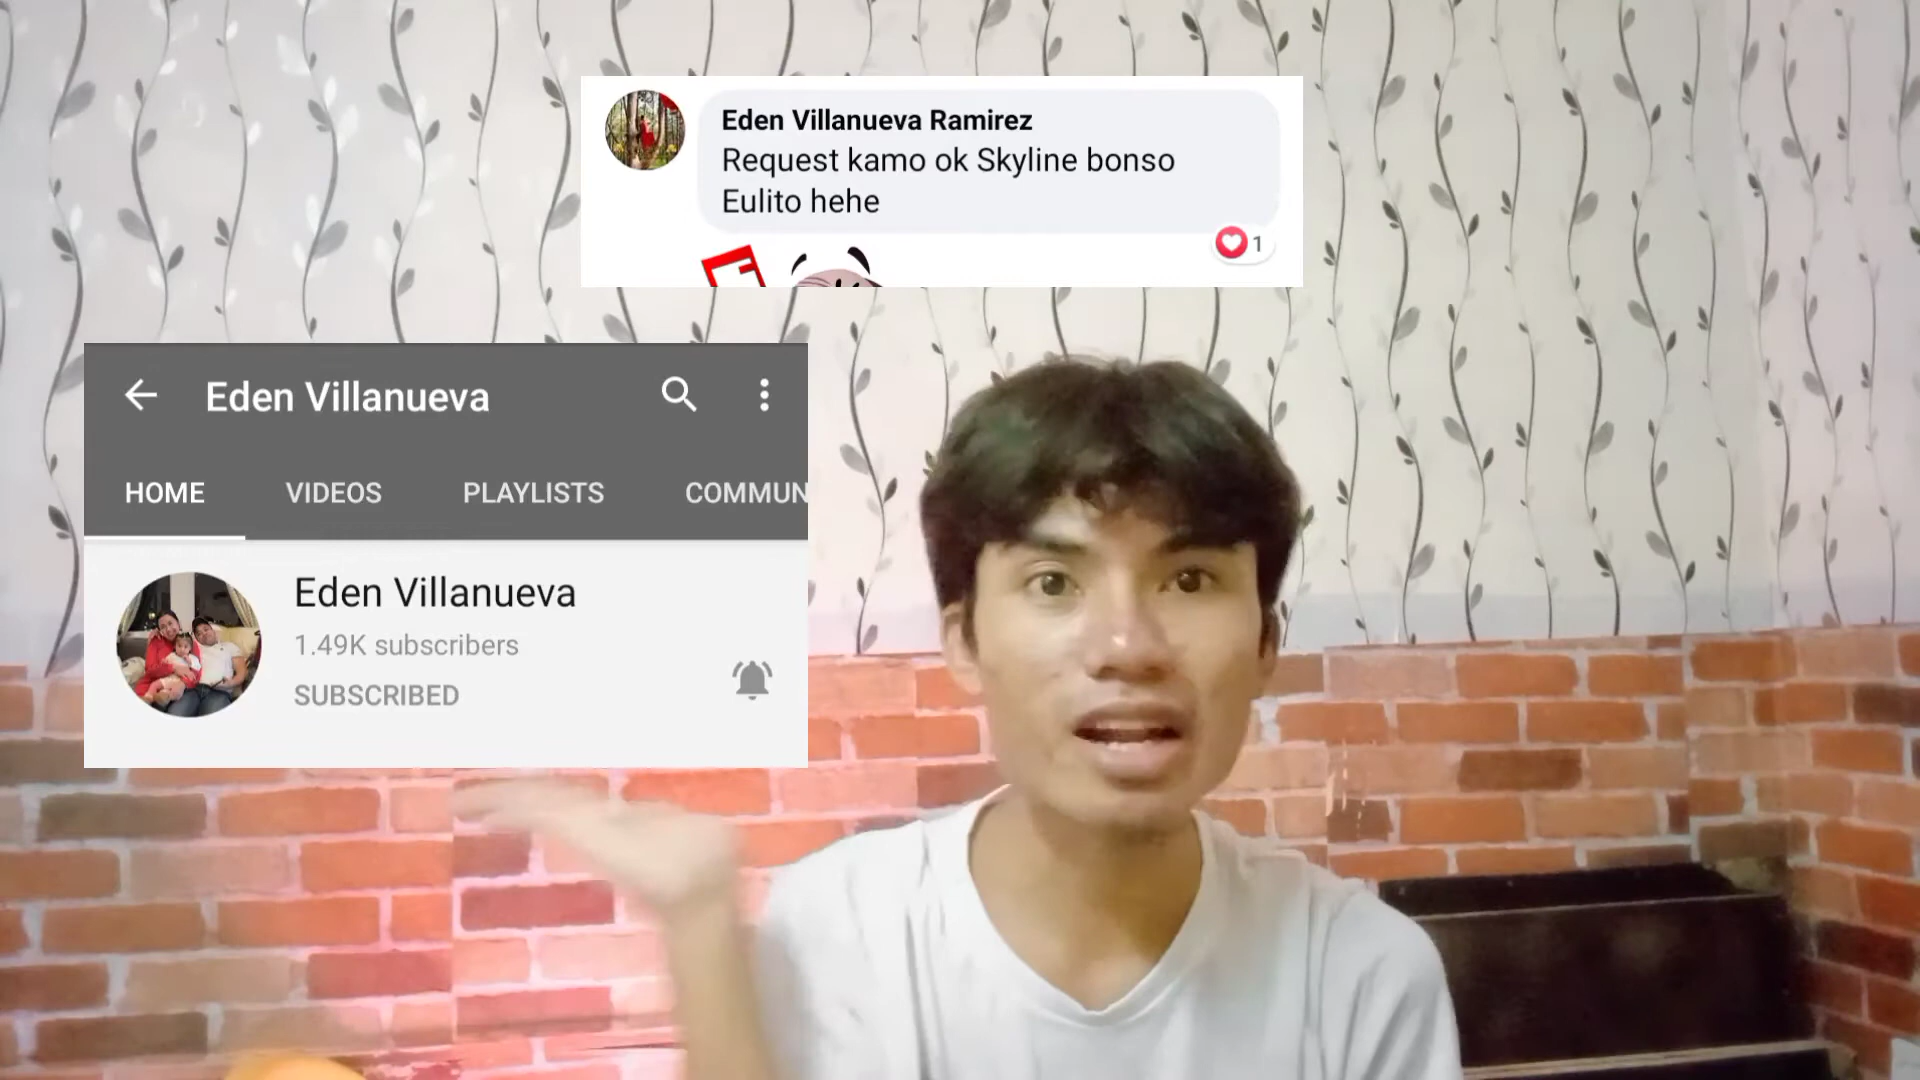 Eden Villanueva Ramirez
Request kamo ok Skyline bonso
Eulito hehe
1
Eden Villanueva
HOME VIDEOS PLAYLISTS COMMUN
Eden Villanueva
1.49K subscribers
SUBSCRIBED